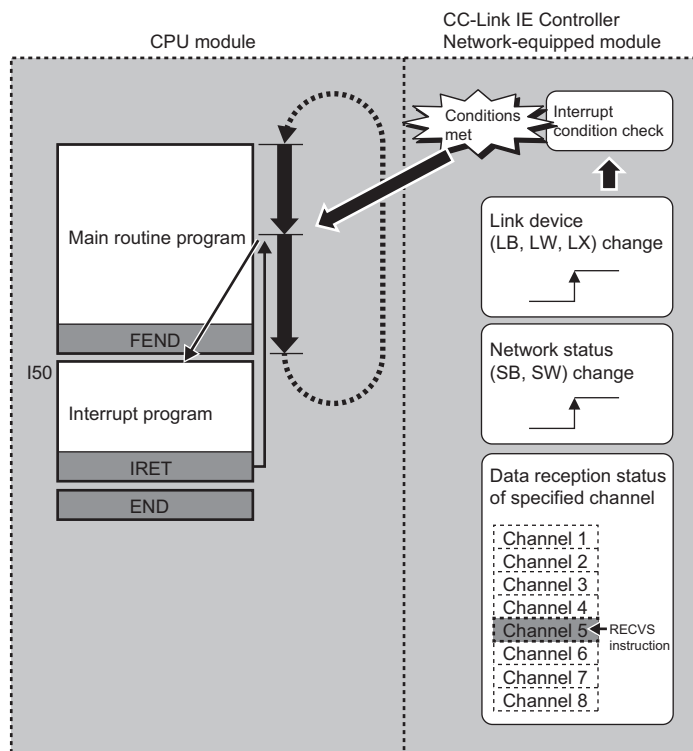 CPU module
CC-Link IE Controller
Network-equipped module
Conditions
met
Interrupt
condition check
Main routine program
FEND
I50
Interrupt program
IRET
END
Link device
(LB, LW, LX) change
Network status
(SB, SW) change
Data reception status
of specified channel
Channel 1
Channel 2
Channel 3
Channel 4
Channel 5
RECVS
instruction
Channel 6
Channel 7
Channel 8